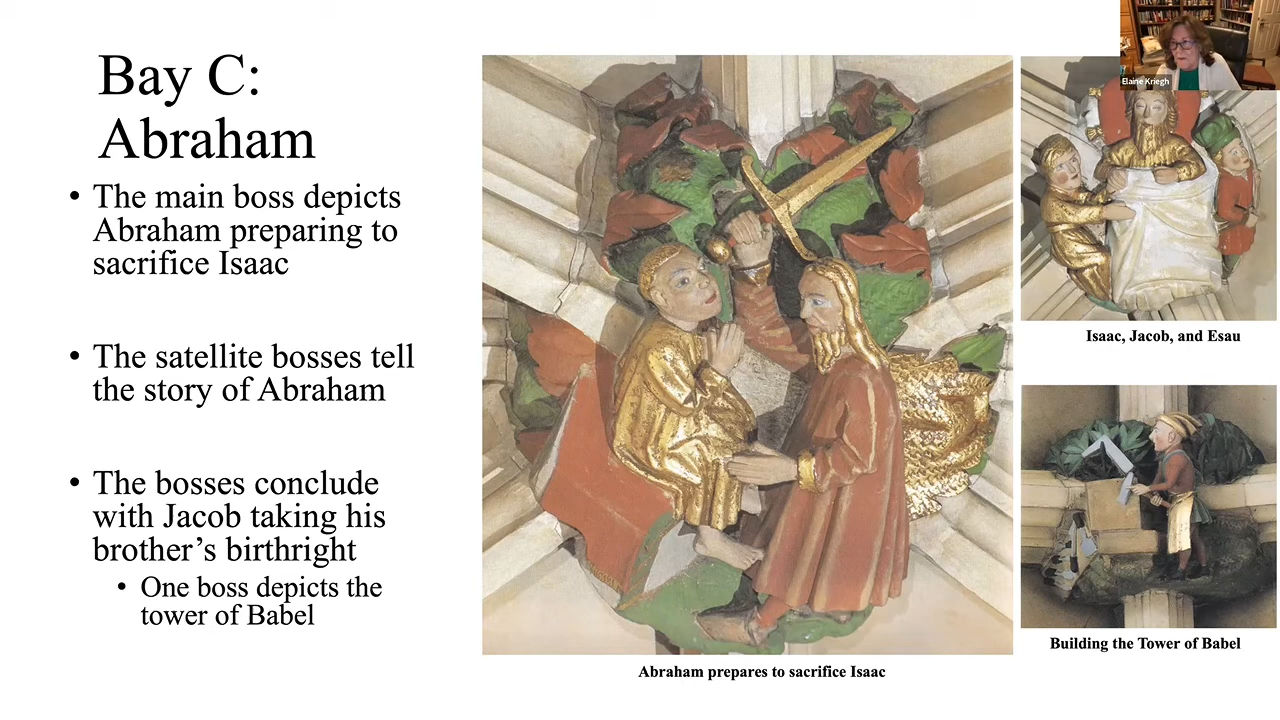 Bay C:
Abraham
• The main boss depicts
Abraham preparing to
sacrifice Isaac
• The satellite bosses tell
the story of Abraham
• The bosses conclude
with Jacob taking his
brother’s birthright
• One boss depicts the
tower of Babel
Abraham prepares to sacrifice Isaac
Elaine Kriegh
Isaac, Jacob, and Esau
Building the Tower of Babel